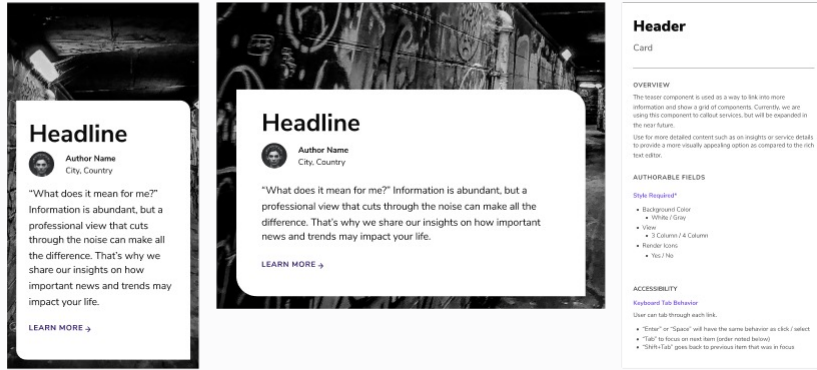 Headline
Author Name
City, Country
“What does it mean for me?”
Information is abundant, but a
professional view that cuts
through the noise can make all
the difference. That’s why we
share our insights on how
important news and trends may
impact your life.
LEARN MORE →
Headline
Author Name
City, Country
“What does it mean for me?” Information is abundant, but a
professional view that cuts through the noise can make all the
difference. That’s why we share our insights on how important
news and trends may impact your life.
LEARN MORE →
Header
Card
OVERVIEW
The teaser component is used as a way to link into more
information and show a grid of components. Currently, we are
using this component to callout services, but will be expanded in
the near future.
Use for more detailed content such as on insights or service details
to provide a more visually appealing option as compared to the rich
text editor.
AUTHORABLE FIELDS
Style Required*
• Background Color
• White / Gray
• View
• 3 Column / 4 Column
• Render Icons
• Yes / No
ACCESSIBILITY
Keyboard Tab Behavior
User can tab through each link.
• “Enter” or “Space” will have the same behavior as click / select
• “Tab” to focus on next item (order noted below)
• “Shift+Tab” goes back to previous item that was in focus